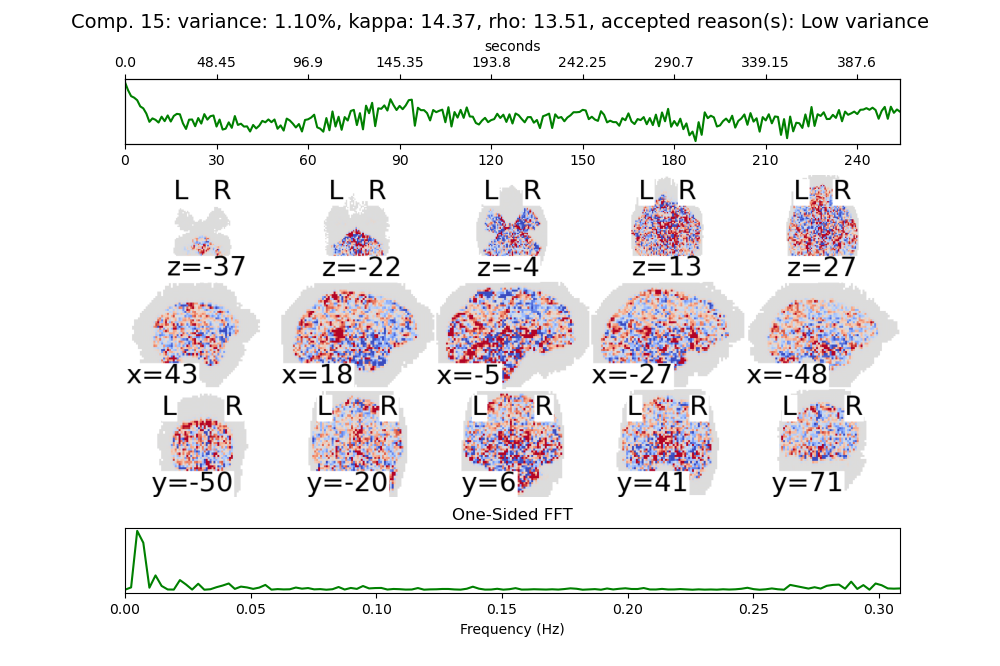 Comp. 15: variance: 1.10%, kappa: 14.37, rho: 13.51, accepted reason(s): Low variance
seconds
0.0 48.45 96.9 145.35 193.8 242.25 290.7 339.15 387.6
0 30 60 90 120 150 180 210 240
L R L R L R L R L R
z=-37 z=-22 z=-4 z=13 z=27
x=43 x=18 x=-5 x=-27 x=-48
L R L R L R L R L R
y=-50 y=-20 y=6 y=41 y=71
One-Sided FFT
0.00 0.05 0.10 0.15 0.20 0.25 0.30
Frequency (Hz)